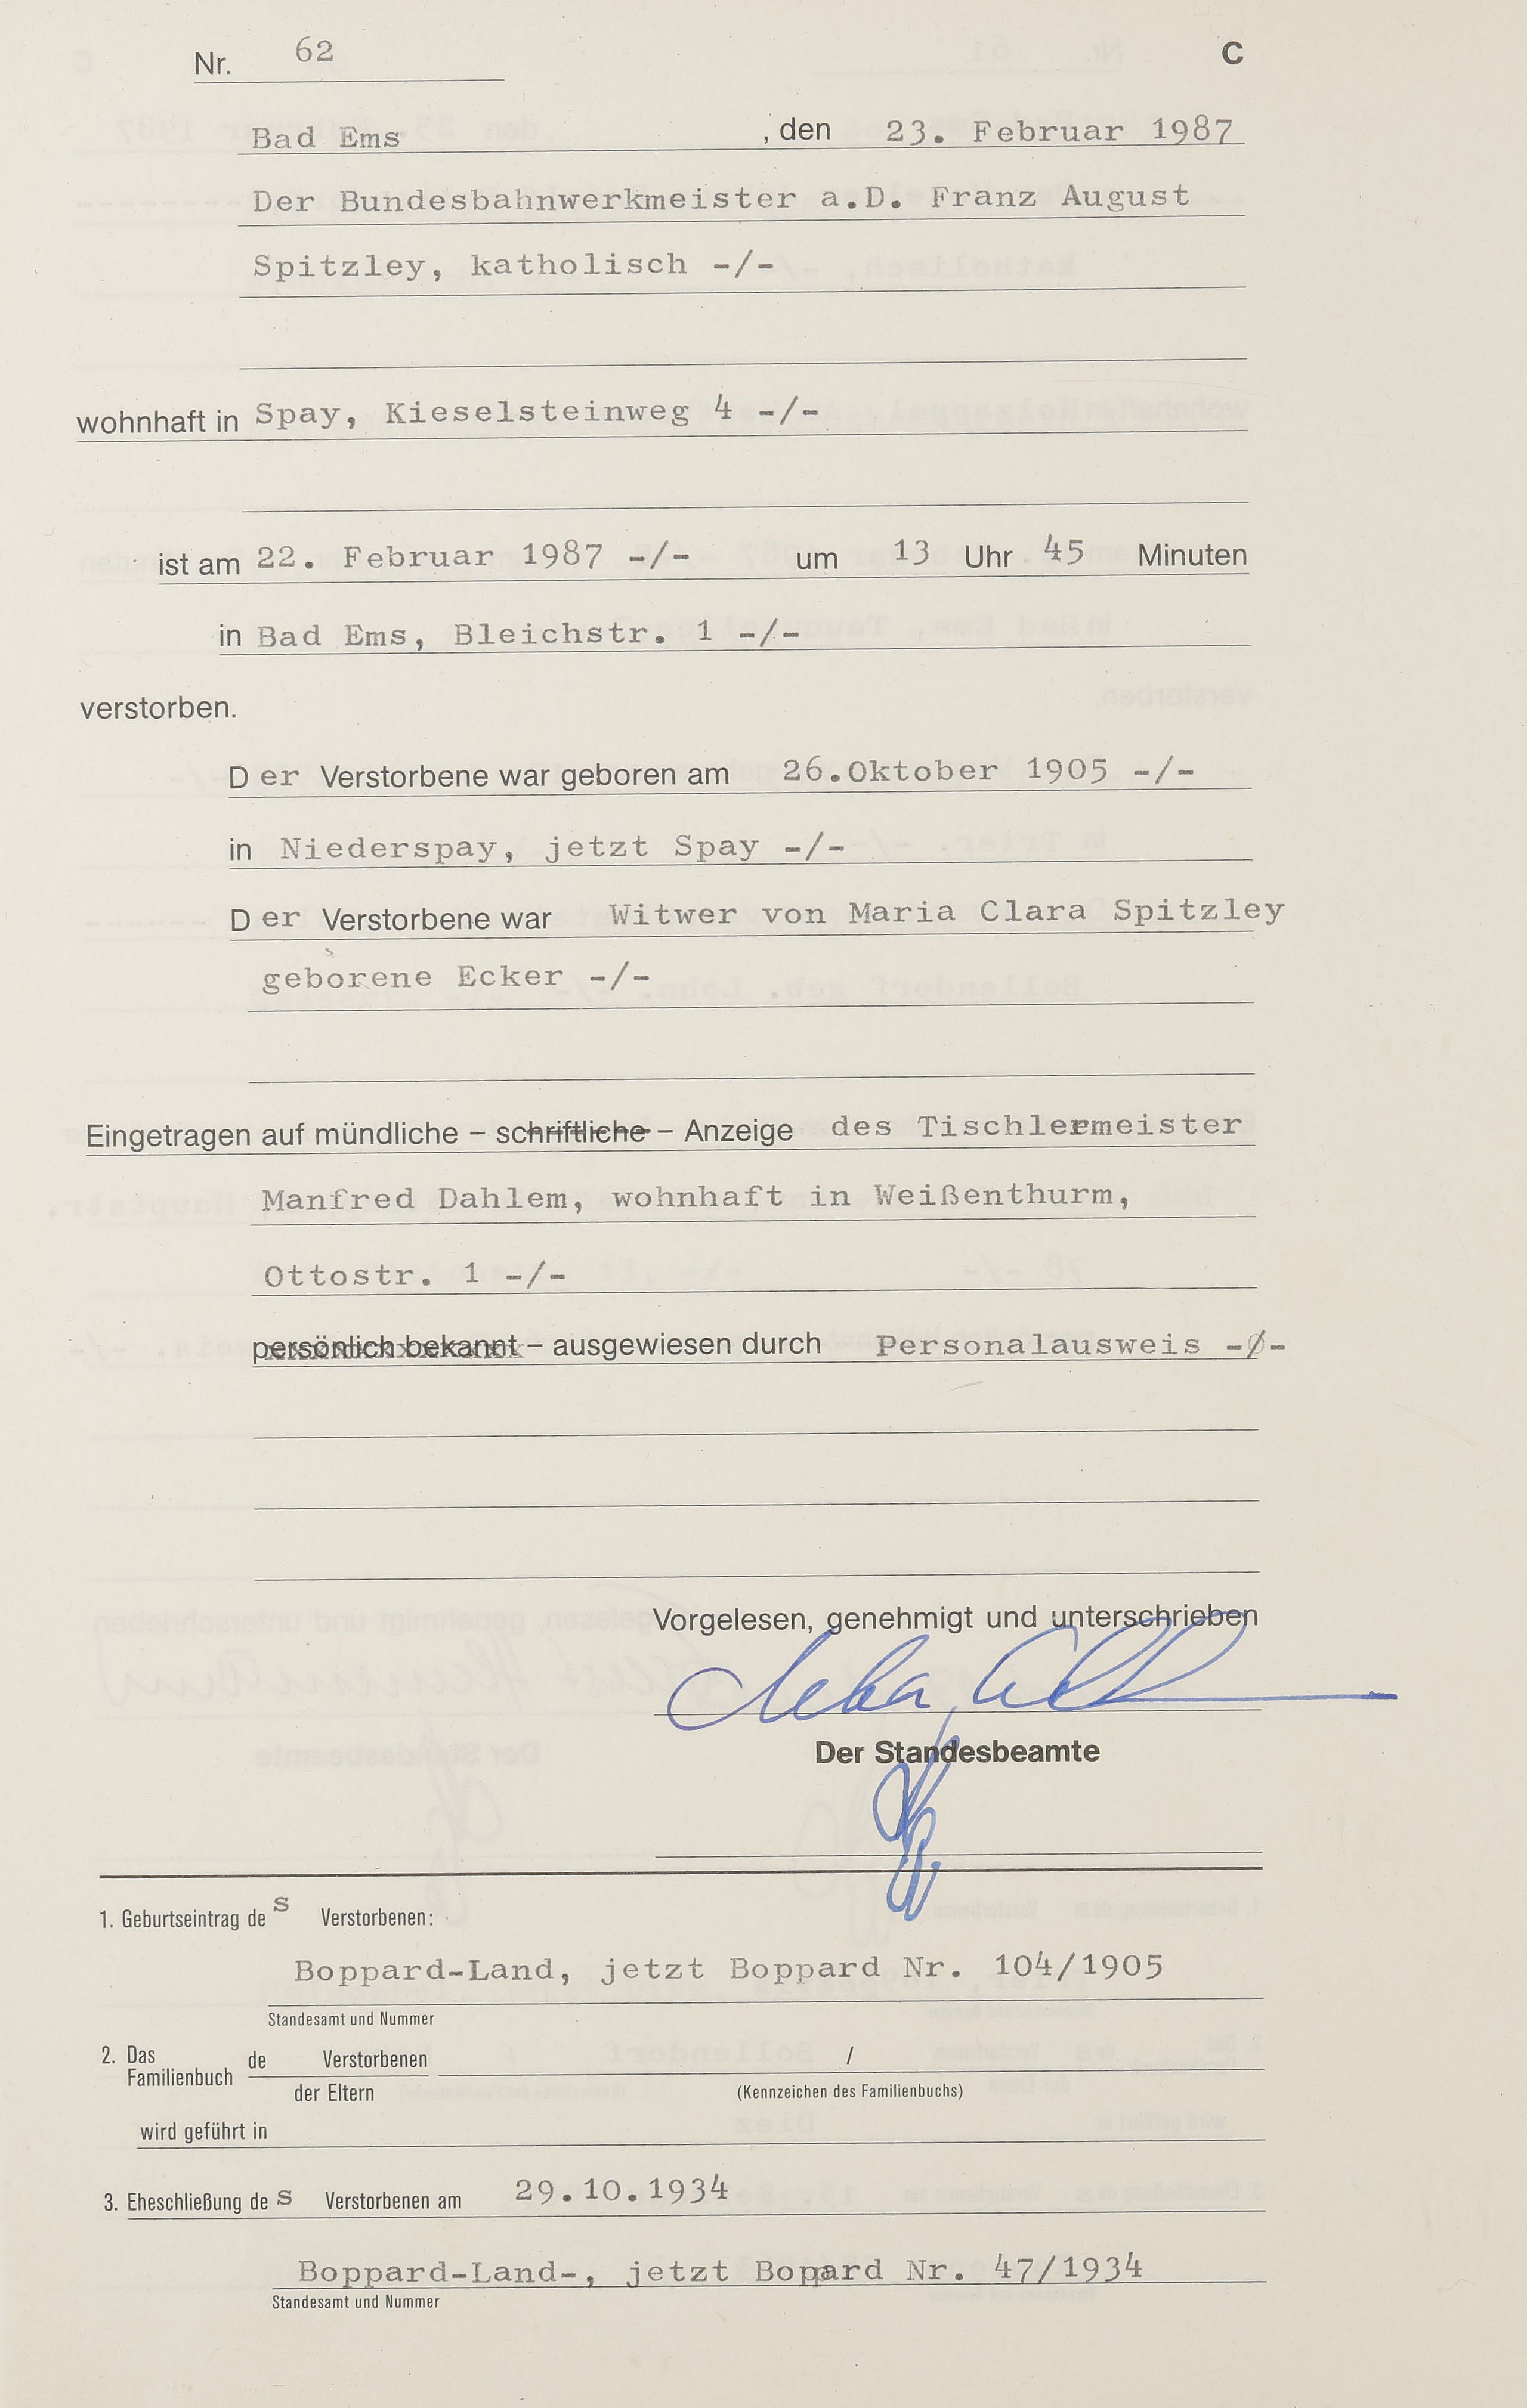 Nr. 62 C
Bad Ems , den 23. Februar 1987
Der Bundesbahnwerkmeister a.D. Franz August
Spitzley, katholisch -/-
wohnhaft in Spay, Kieselsteinweg 4 -/-
ist am 22. Februar 1987 -/- um 13 Uhr 45 Minuten
in Bad Ems, Bleichstr. 1 -/-
verstorben.
Der Verstorbene war geboren am 26.Oktober 1905 -/-
in Niederspay, jetzt Spay -/-
Der Verstorbene war Witwer von Maria Clara Spitzley
geborene Ecker -/-
Eingetragen auf mündliche – schriftliche – Anzeige des Tischlermeister
Manfred Dahlem, wohnhaft in Weißenthurm,
Ottostr. 1 -/-
persönlich bekannt – ausgewiesen durch Personalausweis -/-
Vorgelesen, genehmigt und unterschrieben
Der Standesbeamte
1. Geburtseintrag des Verstorbenen:
Boppard-Land, jetzt Boppard Nr. 104/1905
Standesamt und Nummer
2. Das Familienbuch de Verstorbenen /
der Eltern (Kennzeichen des Familienbuchs)
wird geführt in
3. Eheschließung des Verstorbenen am 29.10.1934
Boppard-Land-, jetzt Boppard Nr. 47/1934
Standesamt und Nummer